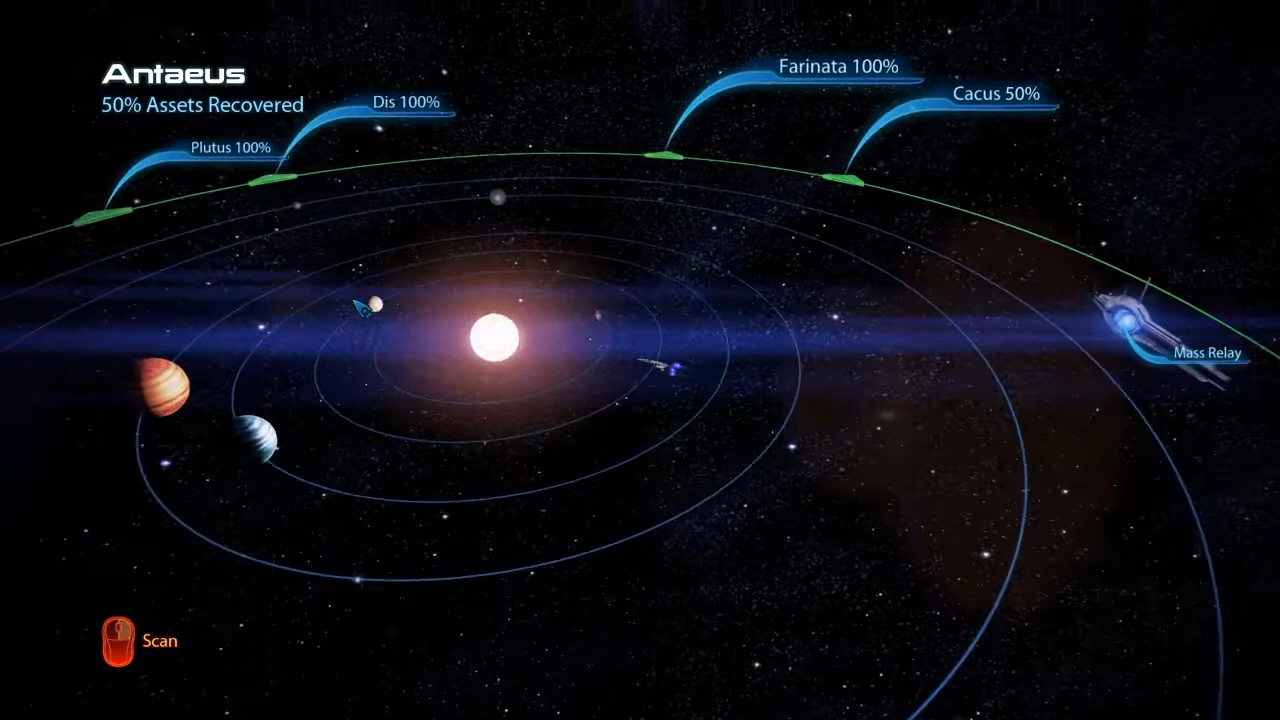 Antaeus
50% Assets Recovered
Plutus 100%
Dis 100%
Farinata 100%
Cacus 50%
Mass Relay
Scan